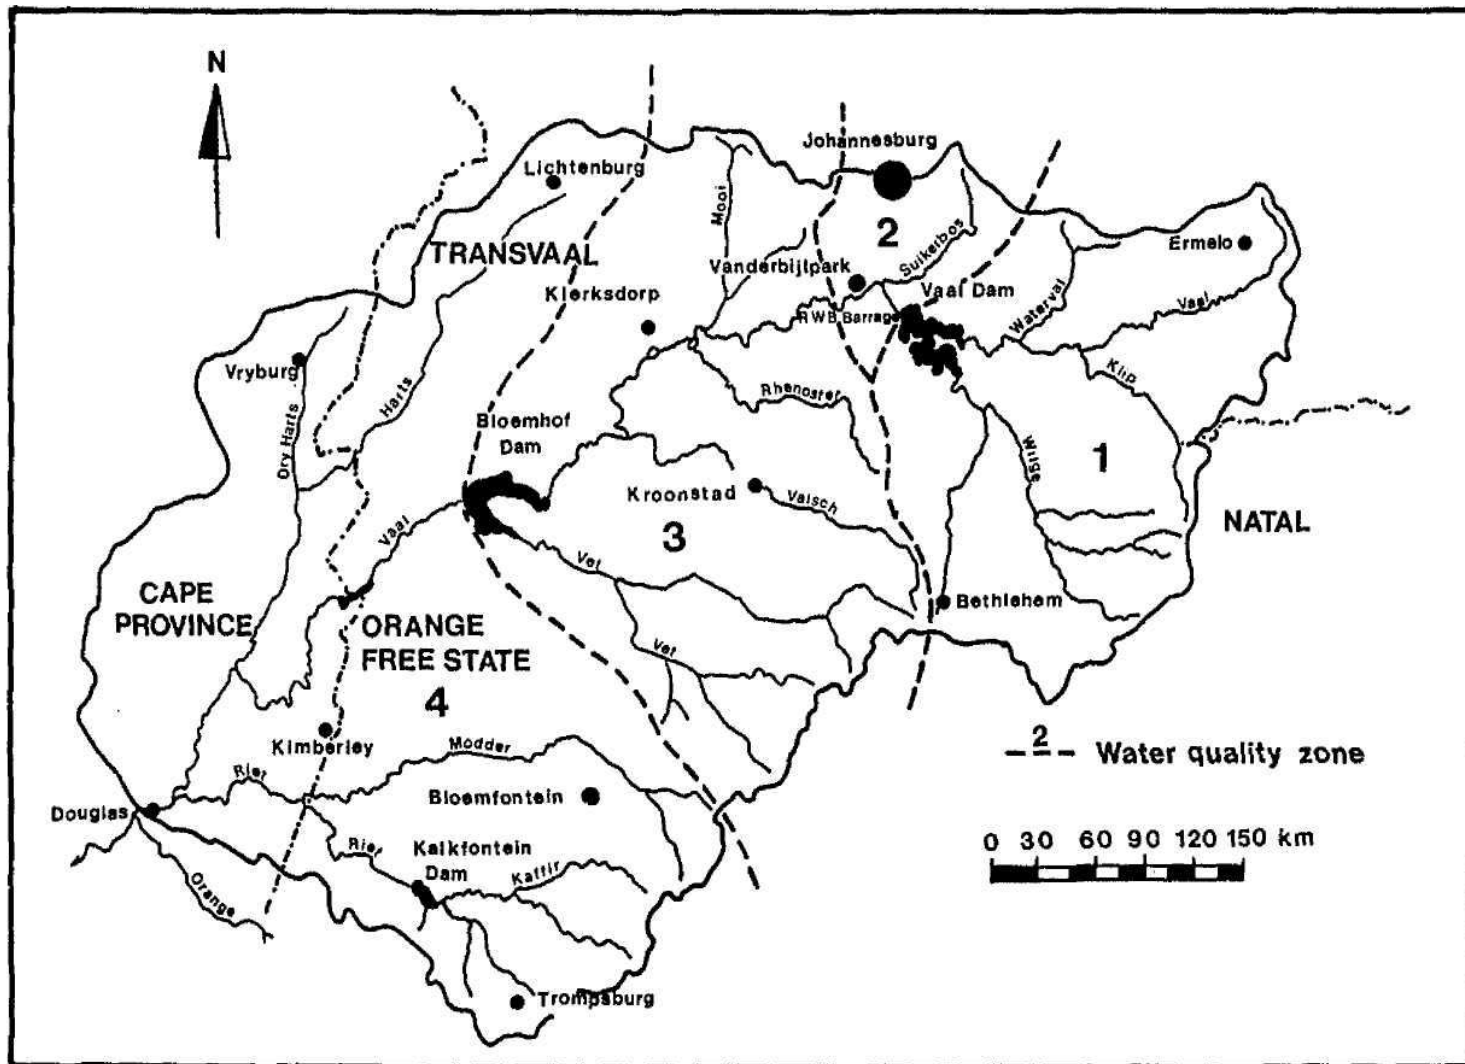 N
Johannesburg
Lichtenburg
Mooi
2
TRANSVAAL
Suikerbos
Ermelo
Vanderbijlpark
Vaal Dam
Klerksdorp
RWB Barrage
Waterval
Vaal
Vryburg
Klip
Harts
Rhenoster
Bloemhof
Dam
Dry Harts
Wilge
1
Kroonstad
Valsch
NATAL
Vaal
3
Vet
CAPE
PROVINCE
Bethlehem
ORANGE
FREE STATE
Vet
4
Kimberley
Modder
2 Water quality zone
Riet
Douglas
Bloemfontein
0 30 60 90 120 150 km
Riet
Kalkfontein
Dam
Kaffir
Orange
Trompsburg